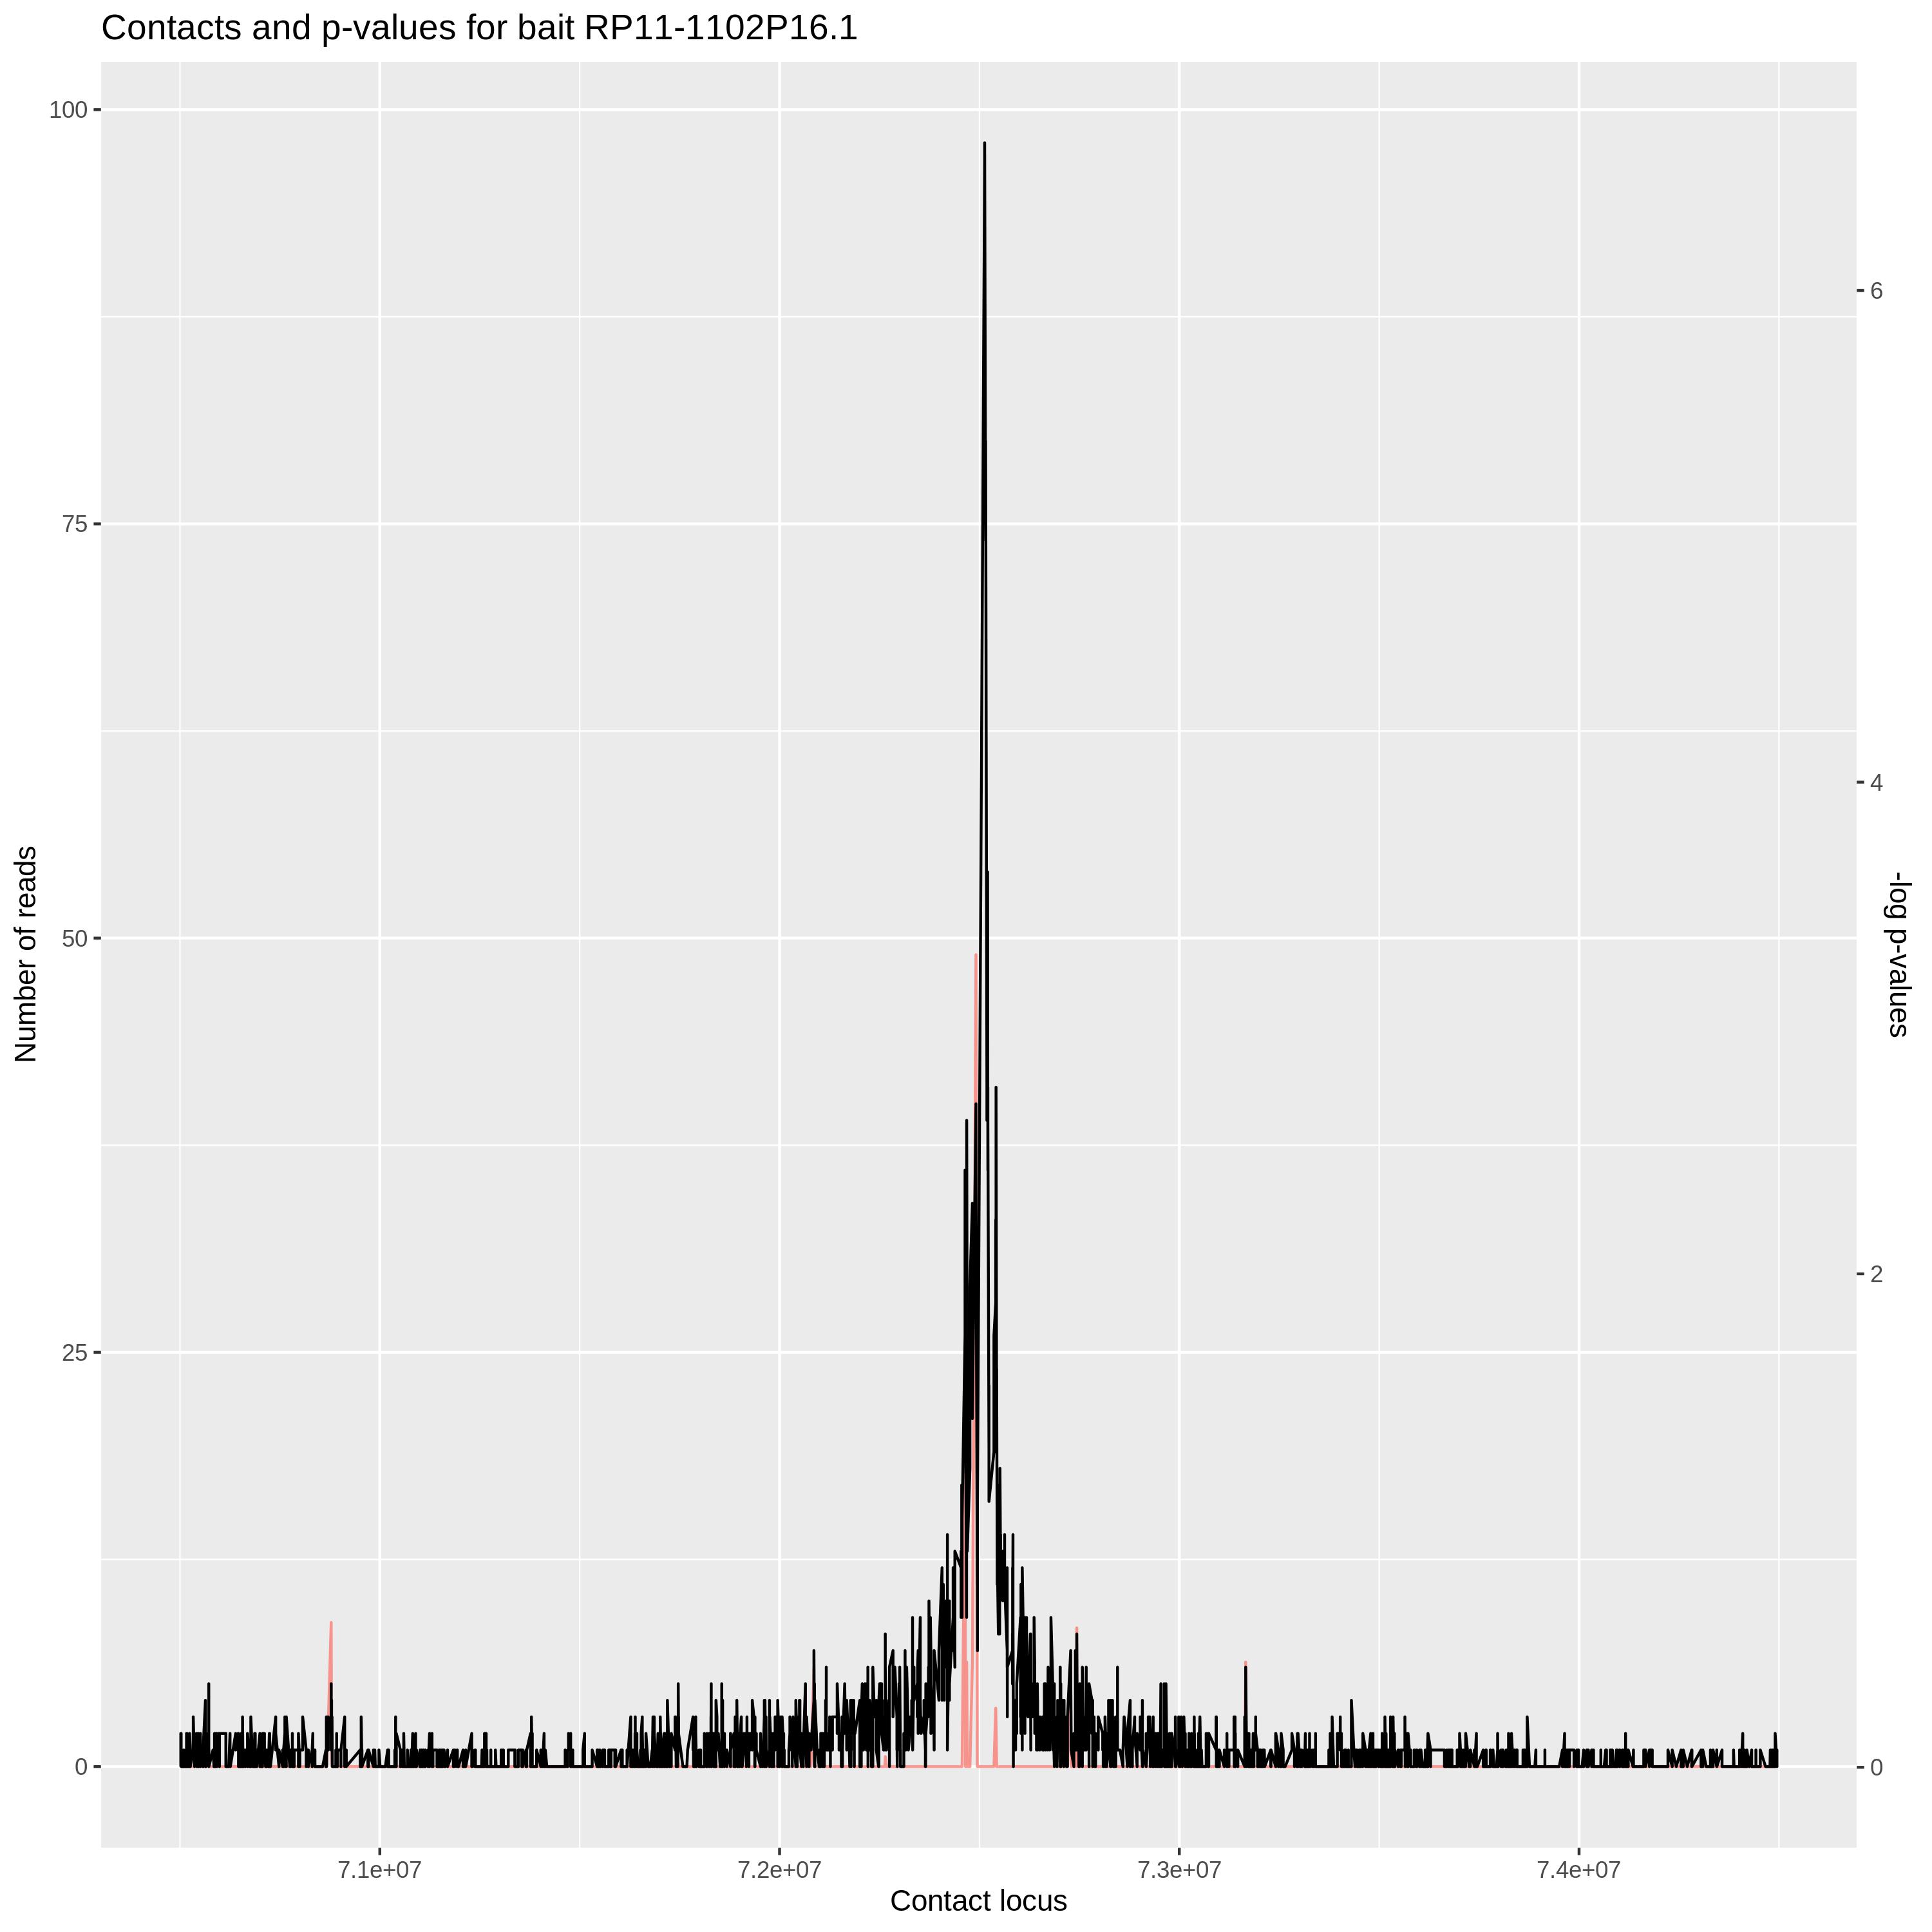 Contacts and p-values for bait RP11-1102P16.1
100
75
50
25
0
Number of reads
6
4
2
0
-log p-values
7.1e+07
7.2e+07
7.3e+07
7.4e+07
Contact locus